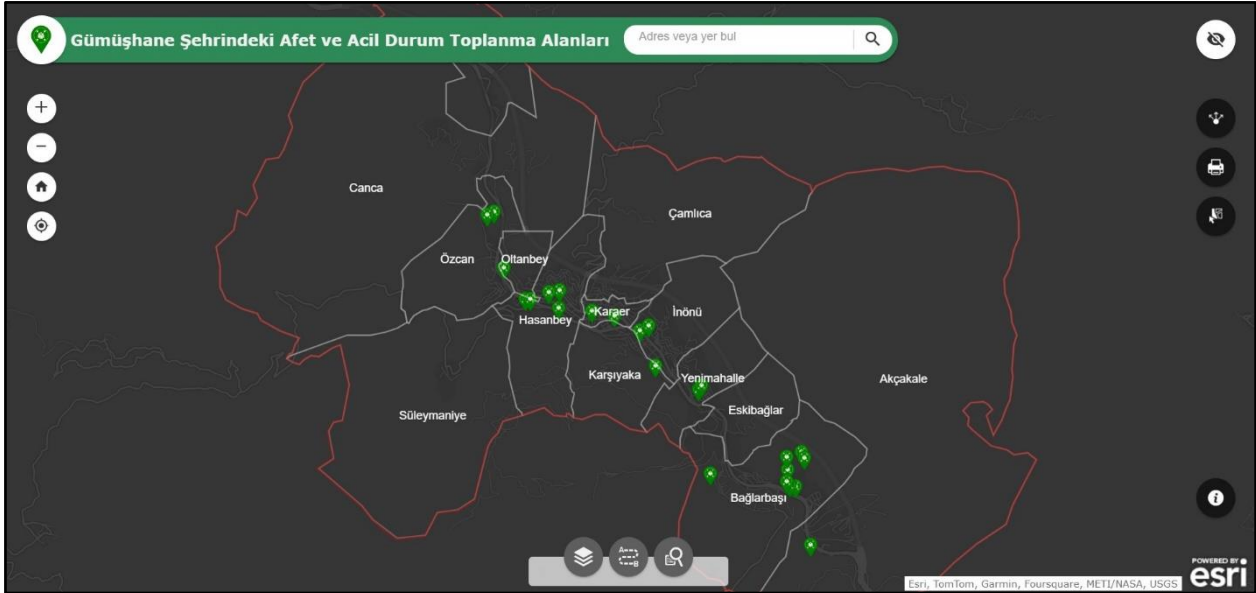 Gümüşhane Şehrindeki Afet ve Acil Durum Toplanma Alanları
Adres veya yer bul
Canca
Çamlıca
Özcan
Oltanbey
Hasanbey
Karaer
İnönü
Karşıyaka
Yenimahalle
Akçakale
Süleymaniye
Eskibağlar
Bağlarbaşı
A
B
Esri, TomTom, Garmin, Foursquare, METI/NASA, USGS
POWERED BY
esri